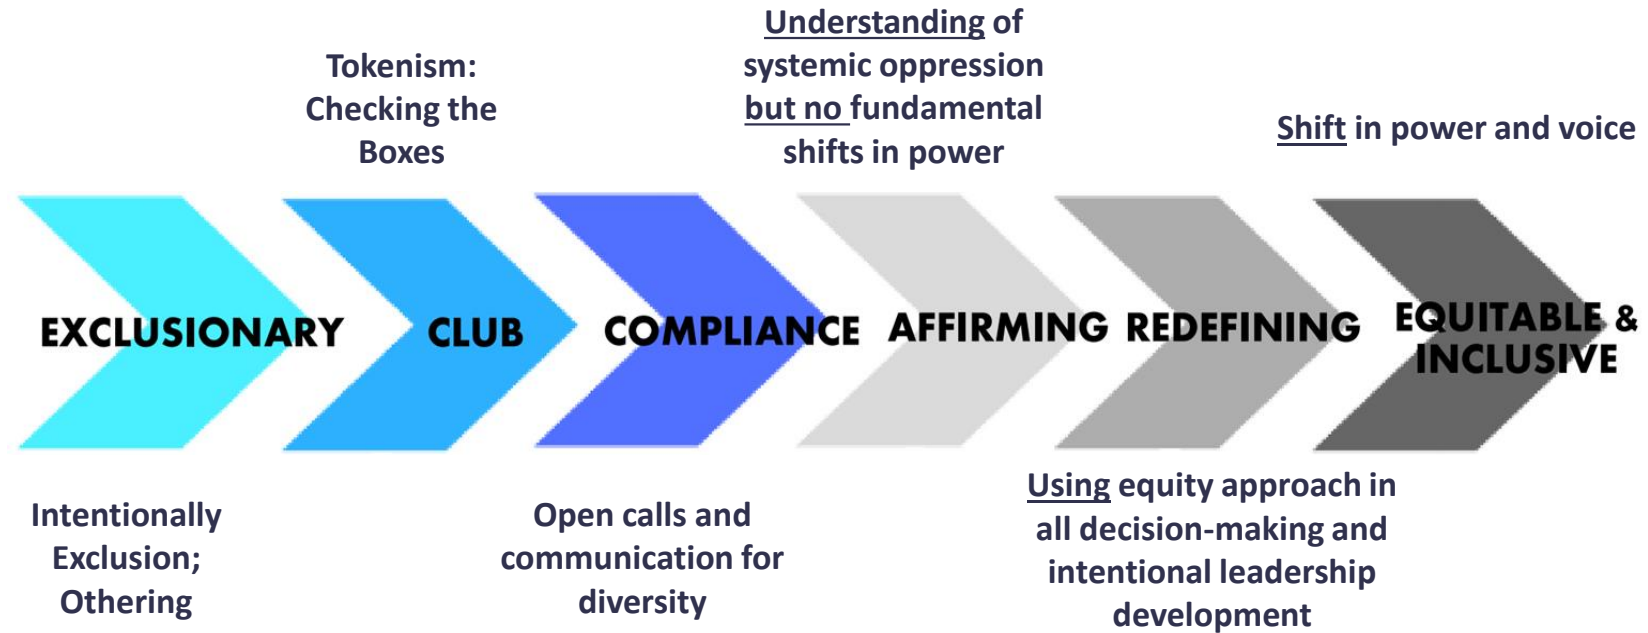 Understanding of
systemic oppression
but no fundamental
shifts in power
Tokenism:
Checking the
Boxes
Shift in power and voice
EXCLUSIONARY
CLUB
COMPLIANCE
AFFIRMING
REDEFINING
EQUITABLE &
INCLUSIVE
Intentionally
Exclusion;
Othering
Open calls and
communication for
diversity
Using equity approach in
all decision-making and
intentional leadership
development